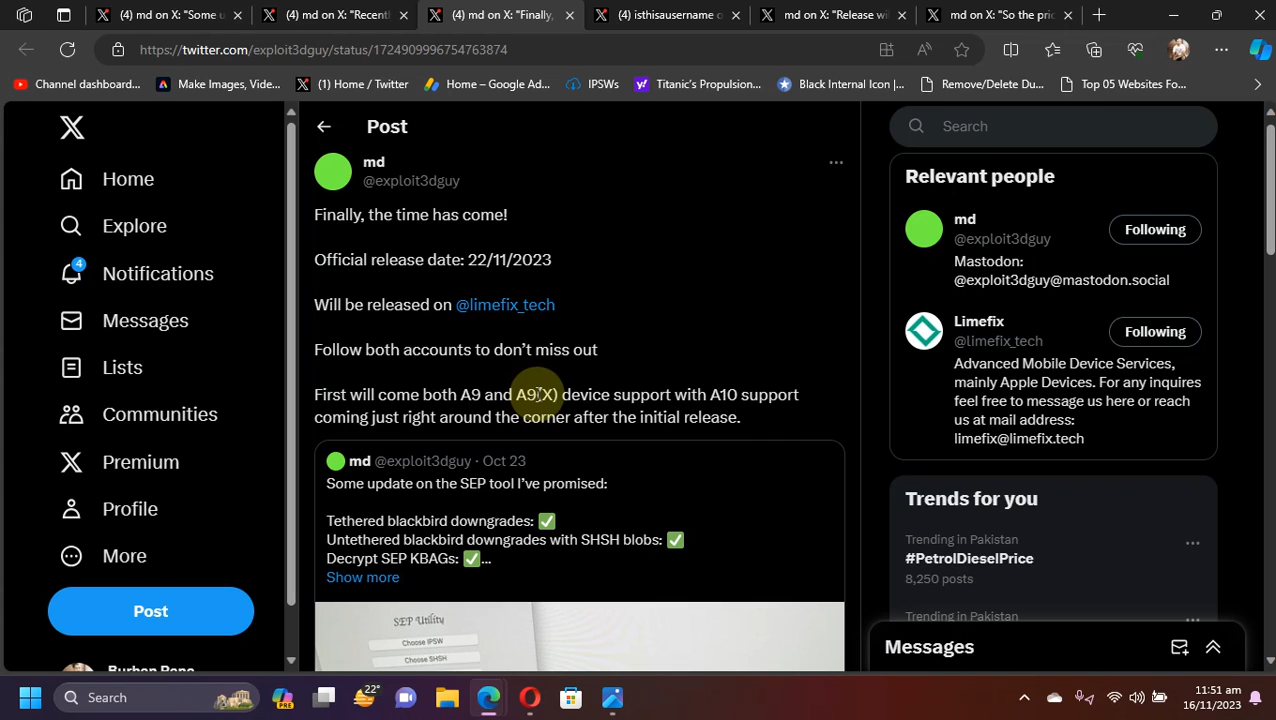 (4) md on X: "Some u
(4) md on X: "Recent
(4) md on X: "Finally,
(4) isthisausername o
md on X: "Release wi
md on X: "So the pri
https://twitter.com/exploit3dguy/status/1724909996754763874
Channel dashboard...
Make Images, Vide...
(3) Home / Twitter
Home – Google Ad...
IPSWs
Titanic's Propulsion...
Black Internal Icon |...
Remove/Delete Du...
Top 05 Websites Fo...
Home
Explore
4
Notifications
Messages
Lists
Communities
Premium
Profile
More
Post
Burhan Rana
Post
md
@exploit3dguy
Finally, the time has come!
Official release date: 22/11/2023
Will be released on @limefix_tech
Follow both accounts to don't miss out
First will come both A9 and A9(X) device support with A10 support
coming just right around the corner after the initial release.
md @exploit3dguy · Oct 23
Some update on the SEP tool I've promised:
Tethered blackbird downgrades: ✅
Untethered blackbird downgrades with SHSH blobs: ✅
Decrypt SEP KBAGs: ✅...
Show more
SEP Utility
Choose IPSW
Choose SHSH
Search
Relevant people
md
@exploit3dguy
Following
Mastodon:
@exploit3dguy@mastodon.social
Limefix
@limefix_tech
Following
Advanced Mobile Device Services,
mainly Apple Devices. For any inquires
feel free to message us here or reach
us at mail address:
limefix@limefix.tech
Trends for you
Trending in Pakistan
#PetrolDieselPrice
8,250 posts
Trending in Pakistan
Messages
Search
PRE
22°
11:51 am
16/11/2023